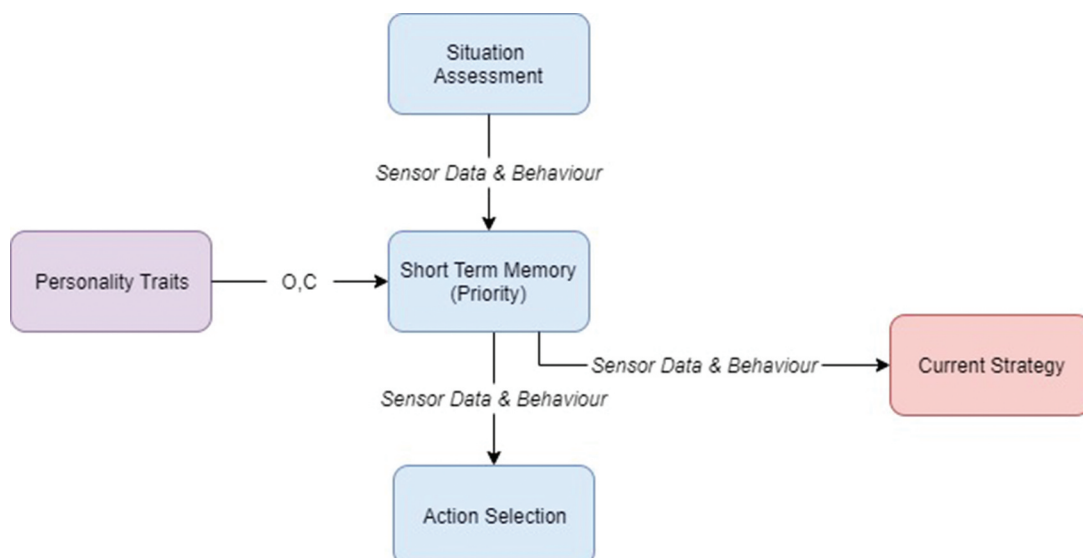 Situation
Assessment
Sensor Data & Behaviour
Personality Traits
O,C
Short Term Memory
(Priority)
Sensor Data & Behaviour
Current Strategy
Sensor Data & Behaviour
Action Selection